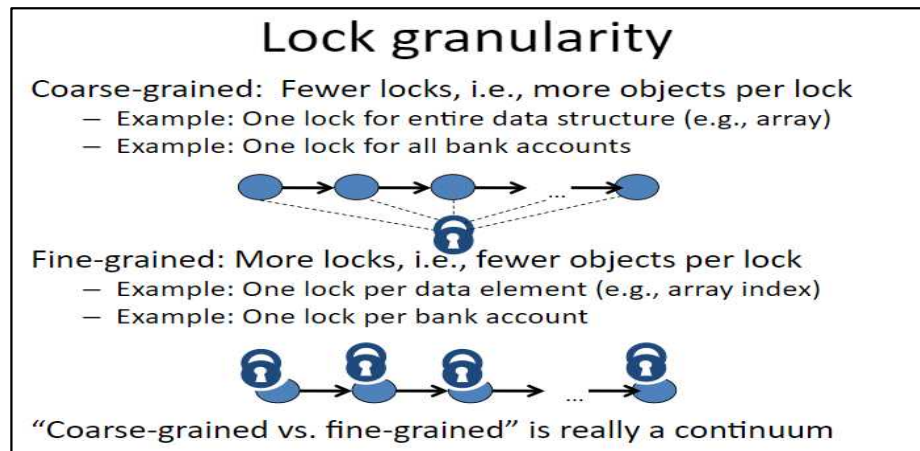 Lock granularity
Coarse-grained:  Fewer locks, i.e., more objects per lock
– Example: One lock for entire data structure (e.g., array)
– Example: One lock for all bank accounts
...
Fine-grained: More locks, i.e., fewer objects per lock
– Example: One lock per data element (e.g., array index)
– Example: One lock per bank account
...
“Coarse-grained vs. fine-grained” is really a continuum